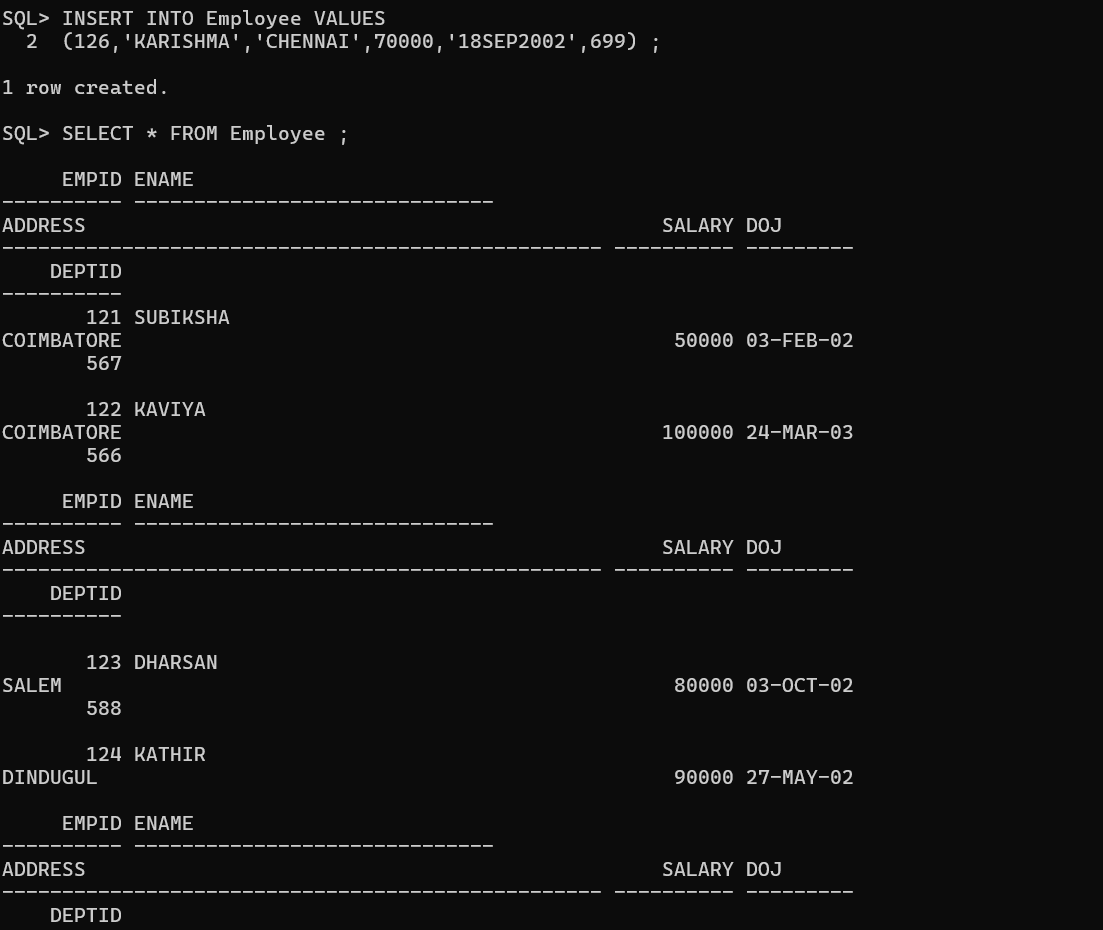 SQL> INSERT INTO Employee VALUES
  2  (126,'KARISHMA','CHENNAI',70000,'18SEP2002',699) ;
1 row created.
SQL> SELECT * FROM Employee ;
     EMPID ENAME
---------- ------------------------------
ADDRESS                                                SALARY DOJ
-------------------------------------------------- ---------- ---------
    DEPTID
----------
       121 SUBIKSHA
COIMBATORE                                              50000 03-FEB-02
       567
       122 KAVIYA
COIMBATORE                                             100000 24-MAR-03
       566
     EMPID ENAME
---------- ------------------------------
ADDRESS                                                SALARY DOJ
-------------------------------------------------- ---------- ---------
    DEPTID
----------
       123 DHARSAN
SALEM                                                   80000 03-OCT-02
       588
       124 KATHIR
DINDUGUL                                                90000 27-MAY-02
     EMPID ENAME
---------- ------------------------------
ADDRESS                                                SALARY DOJ
-------------------------------------------------- ---------- ---------
    DEPTID